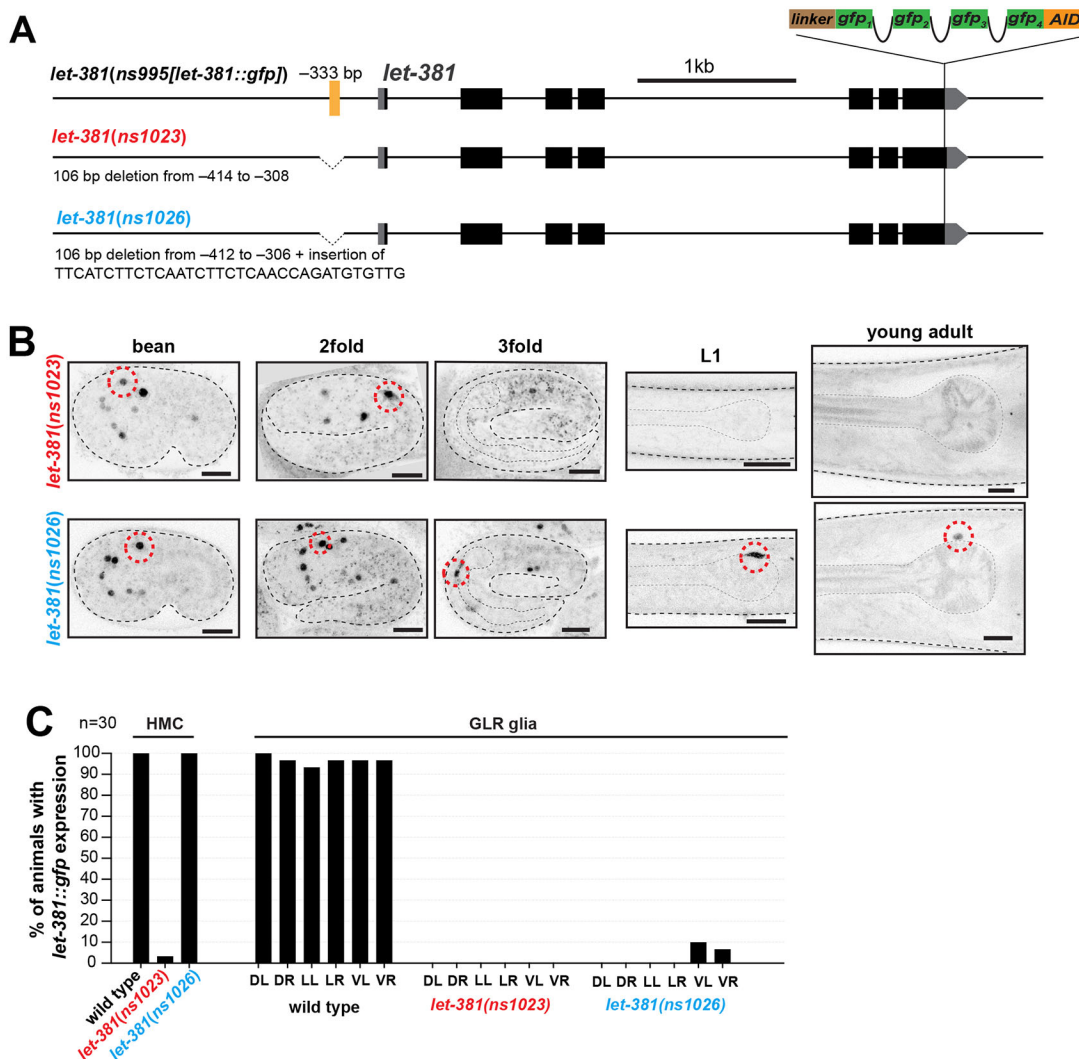 A
linker gfp1 gfp2 gfp3 gfp4 AID
let-381(ns995[let-381::gfp]) –333 bp let-381 1kb
let-381(ns1023)
106 bp deletion from –414 to –308
let-381(ns1026)
106 bp deletion from –412 to –306 + insertion of
TTCATCTTCTCAATCTTCTCAACCAGATGTGTTG
B
bean 2fold 3fold L1 young adult
let-381(ns1023)
let-381(ns1026)
C
n=30 HMC GLR glia
% of animals with
let-381::gfp expression
100
90
80
70
60
50
40
30
20
10
0
DL DR LL LR VL VR DL DR LL LR VL VR DL DR LL LR VL VR
wild type let-381(ns1023) let-381(ns1026)
wild type
let-381(ns1023)
let-381(ns1026)